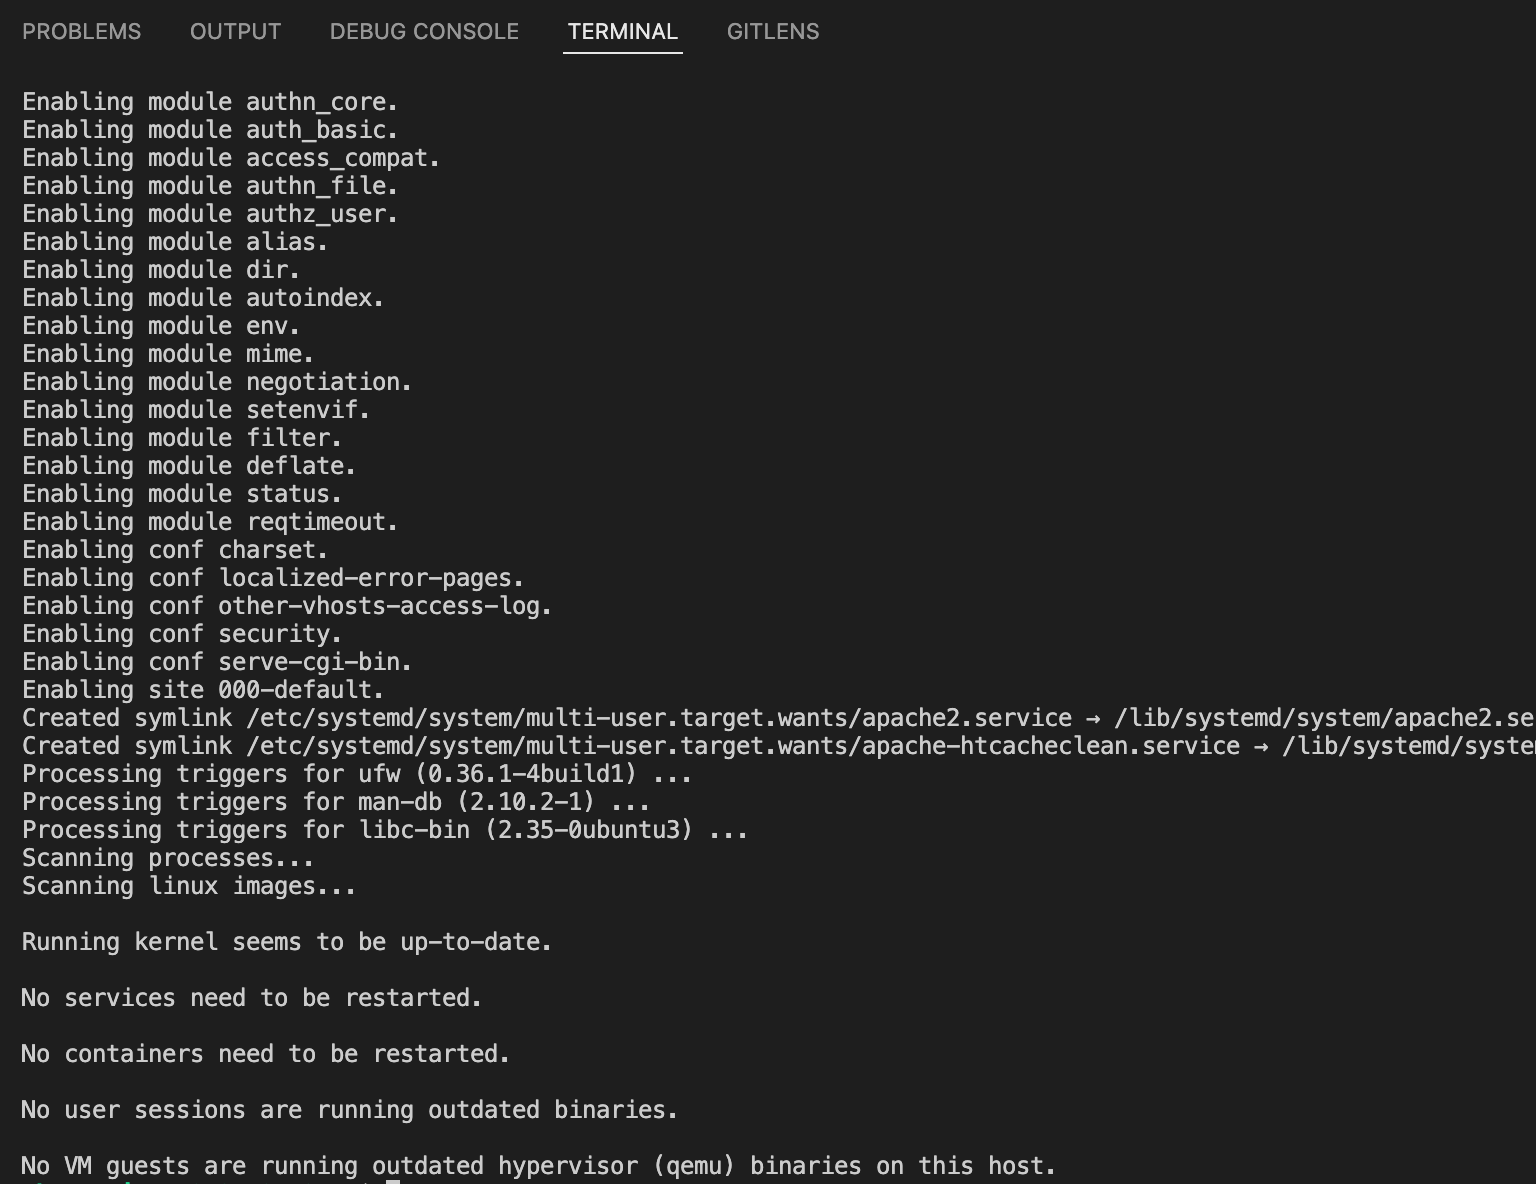 PROBLEMS OUTPUT DEBUG CONSOLE TERMINAL GITLENS
Enabling module authn_core.
Enabling module auth_basic.
Enabling module access_compat.
Enabling module authn_file.
Enabling module authz_user.
Enabling module alias.
Enabling module dir.
Enabling module autoindex.
Enabling module env.
Enabling module mime.
Enabling module negotiation.
Enabling module setenvif.
Enabling module filter.
Enabling module deflate.
Enabling module status.
Enabling module reqtimeout.
Enabling conf charset.
Enabling conf localized-error-pages.
Enabling conf other-vhosts-access-log.
Enabling conf security.
Enabling conf serve-cgi-bin.
Enabling site 000-default.
Created symlink /etc/systemd/system/multi-user.target.wants/apache2.service → /lib/systemd/system/apache2.se
Created symlink /etc/systemd/system/multi-user.target.wants/apache-htcacheclean.service → /lib/systemd/syste
Processing triggers for ufw (0.36.1-4build1) ...
Processing triggers for man-db (2.10.2-1) ...
Processing triggers for libc-bin (2.35-0ubuntu3) ...
Scanning processes...
Scanning linux images...
Running kernel seems to be up-to-date.
No services need to be restarted.
No containers need to be restarted.
No user sessions are running outdated binaries.
No VM guests are running outdated hypervisor (qemu) binaries on this host.